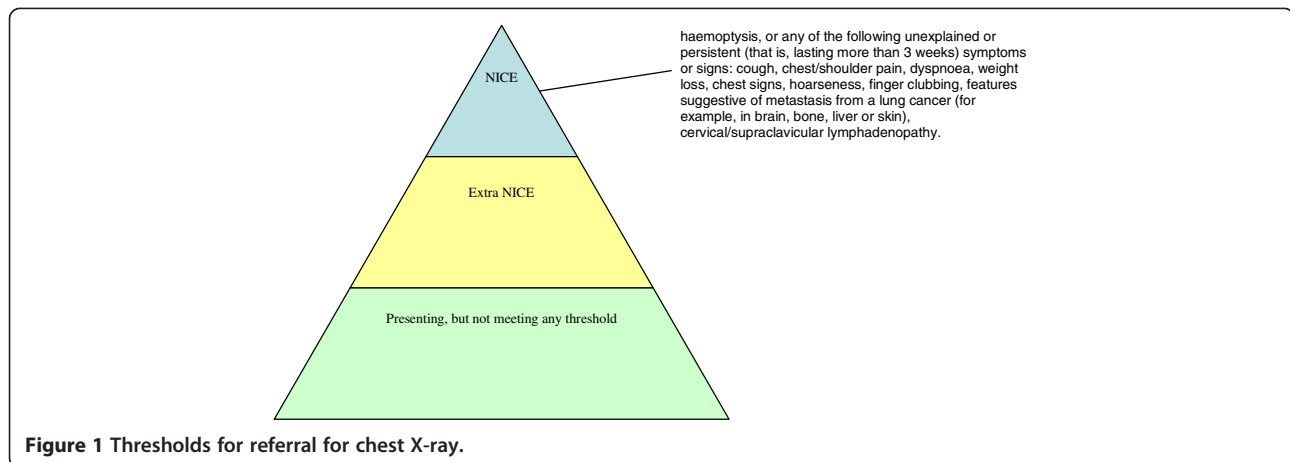 haemoptysis, or any of the following unexplained or
persistent (that is, lasting more than 3 weeks) symptoms
or signs: cough, chest/shoulder pain, dyspnoea, weight
loss, chest signs, hoarseness, finger clubbing, features
suggestive of metastasis from a lung cancer (for
example, in brain, bone, liver or skin),
cervical/supraclavicular lymphadenopathy.
NICE
Extra NICE
Presenting, but not meeting any threshold
Figure 1 Thresholds for referral for chest X-ray.